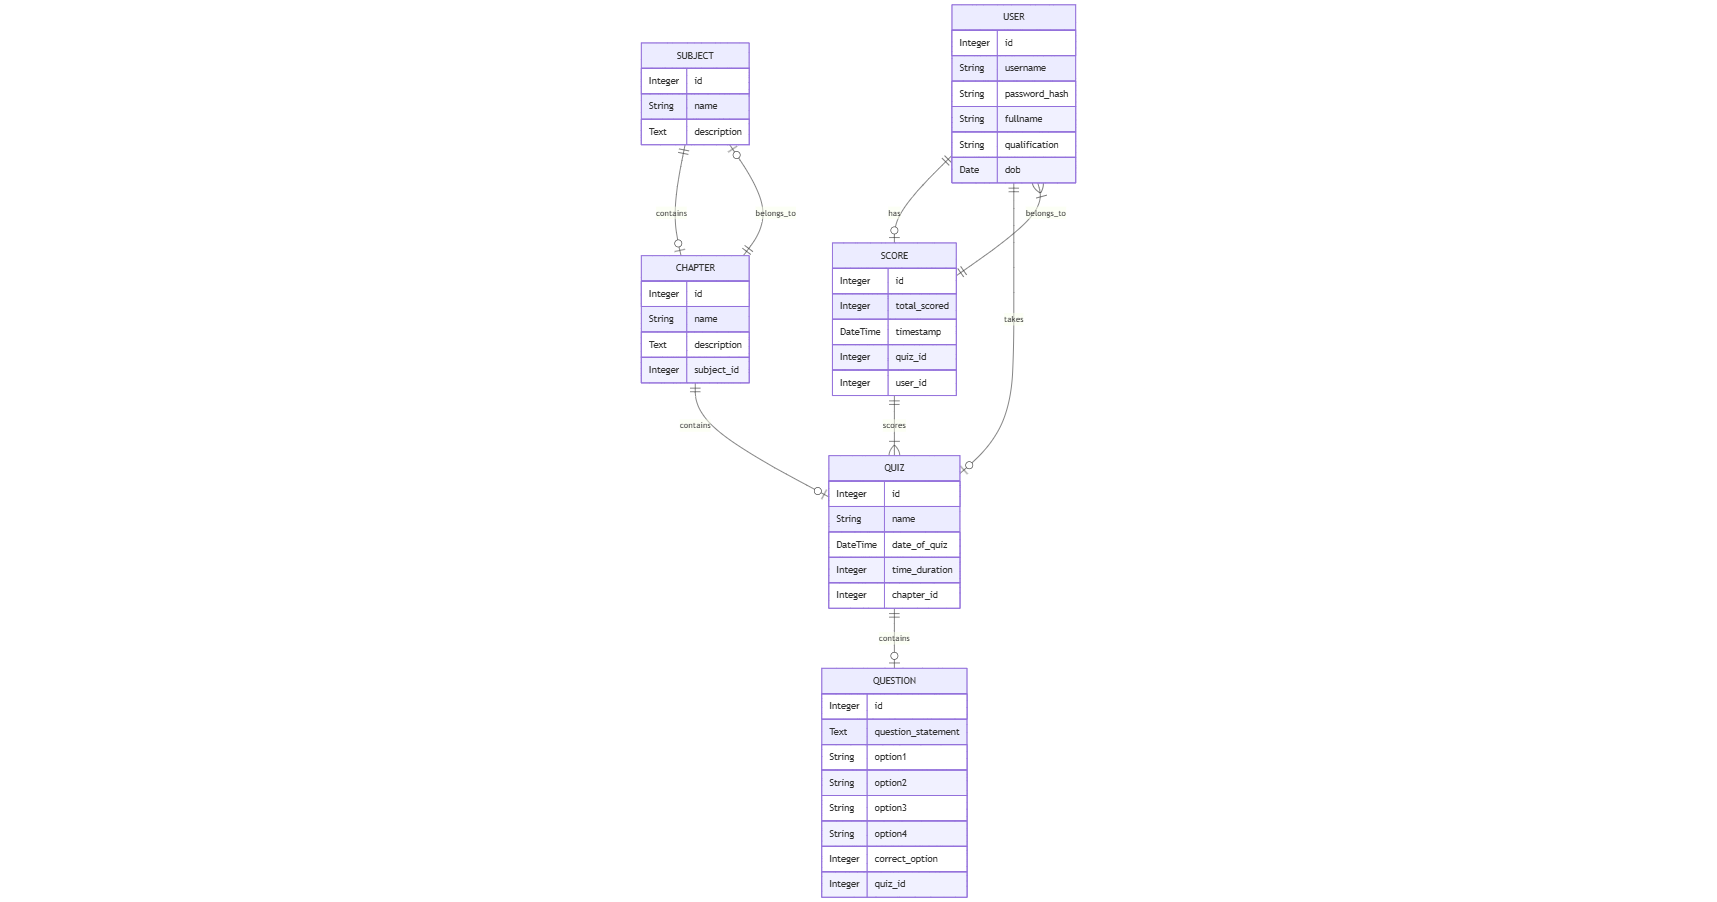 USER
Integer id
String username
String password_hash
String fullname
String qualification
Date dob
SUBJECT
Integer id
String name
Text description
contains
belongs_to
has
belongs_to
SCORE
Integer id
Integer total_scored
DateTime timestamp
Integer quiz_id
Integer user_id
CHAPTER
Integer id
String name
Text description
Integer subject_id
takes
contains
scores
QUIZ
Integer id
String name
DateTime date_of_quiz
Integer time_duration
Integer chapter_id
contains
QUESTION
Integer id
Text question_statement
String option1
String option2
String option3
String option4
Integer correct_option
Integer quiz_id